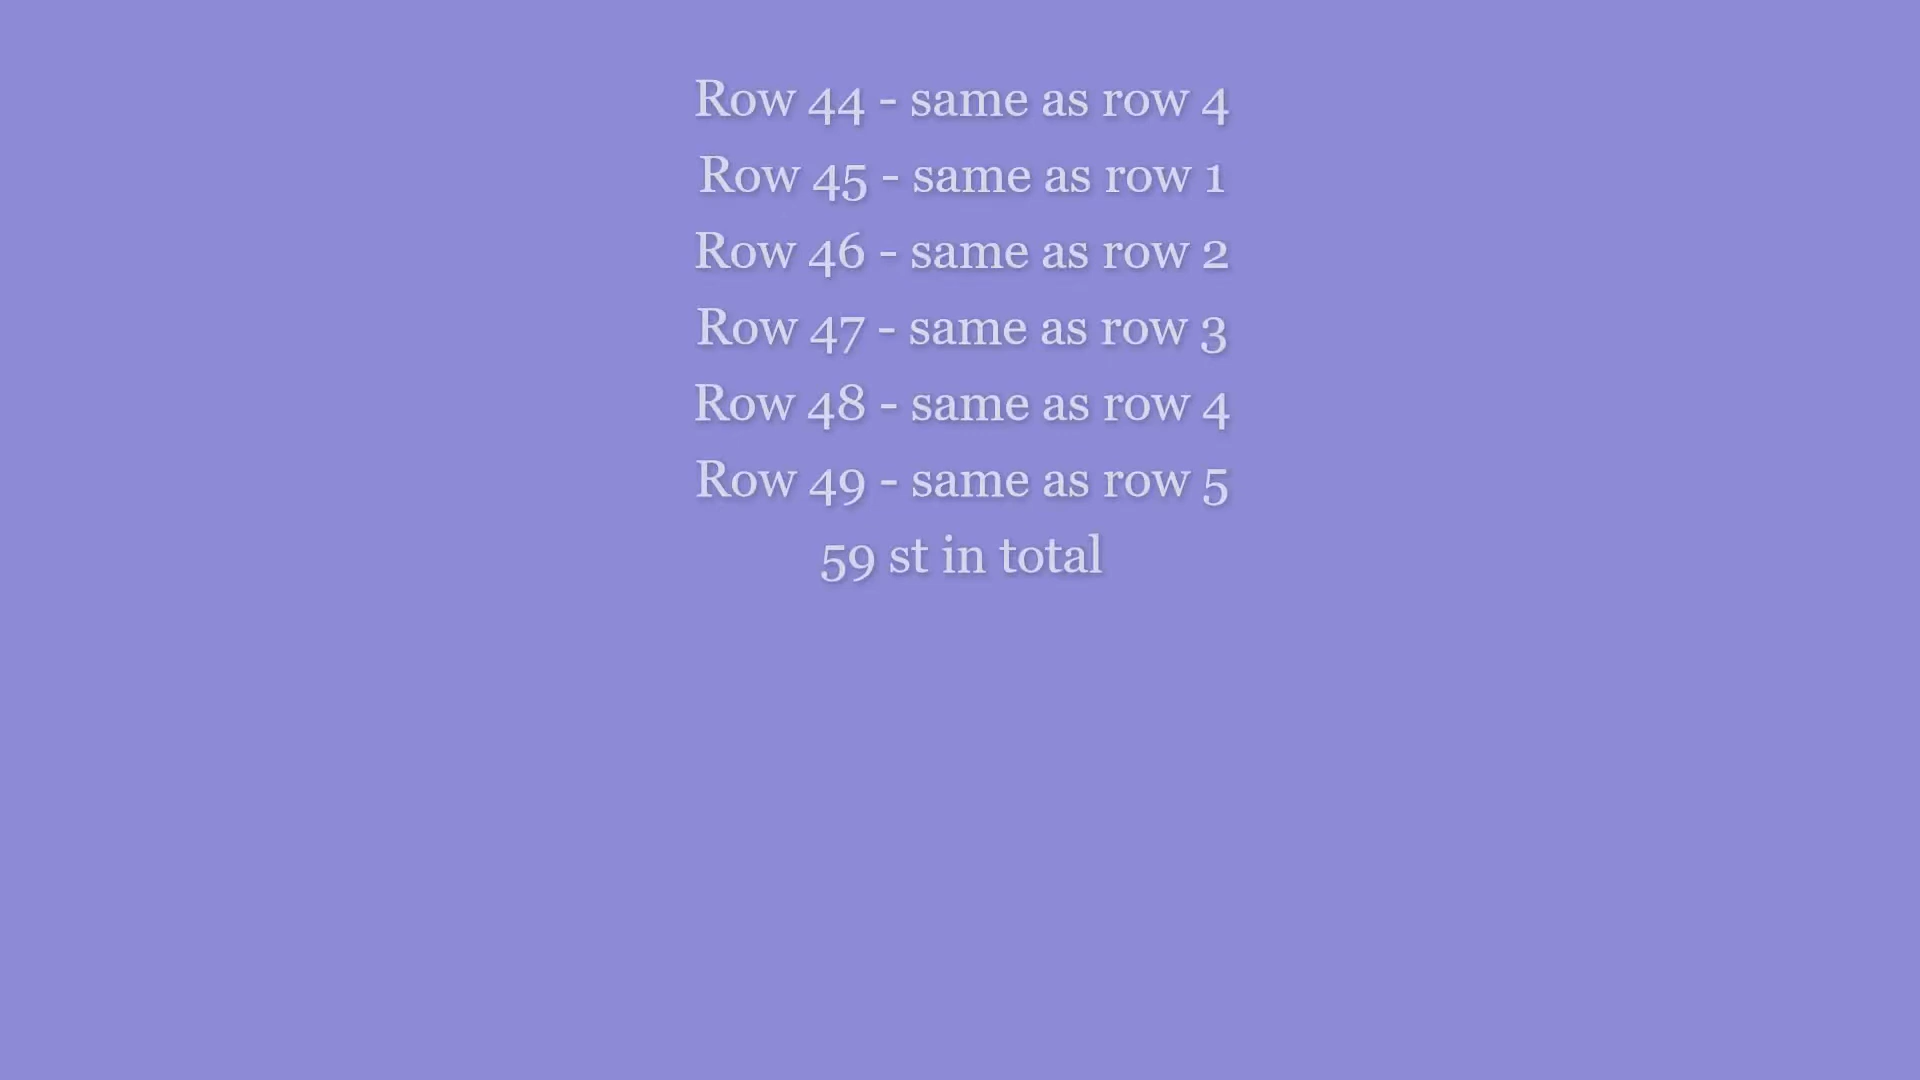 Row 44 - same as row 4
Row 45 - same as row 1
Row 46 - same as row 2
Row 47 - same as row 3
Row 48 - same as row 4
Row 49 - same as row 5
59 st in total